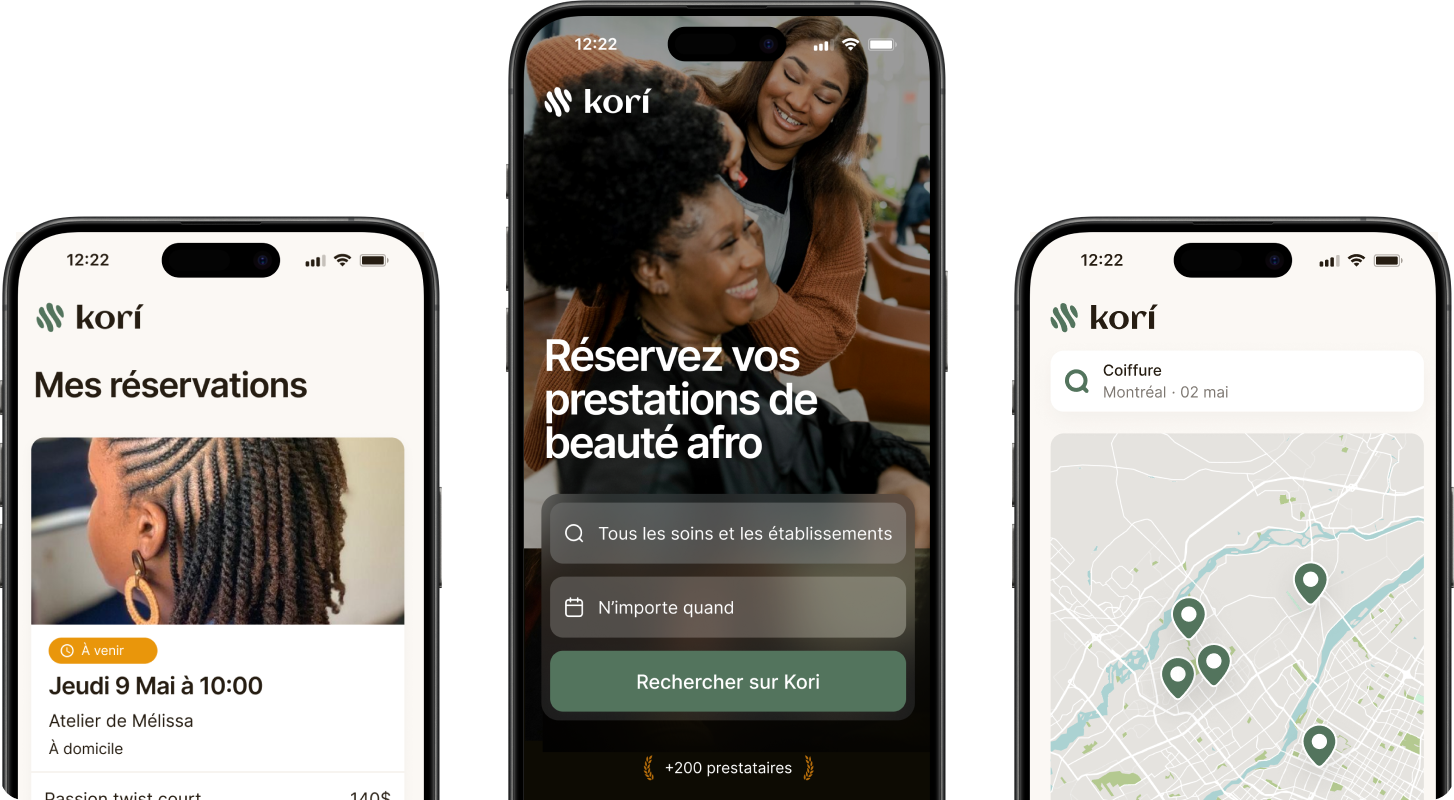 12:22
korí
Mes réservations
À venir
Jeudi 9 Mai à 10:00
Atelier de Mélissa
À domicile
Passion twist court
140$
12:22
korí
Réservez vos
prestations de
beauté afro
Tous les soins et les établissements
N’importe quand
Rechercher sur Kori
+200 prestataires
12:22
korí
Coiffure
Montréal · 02 mai